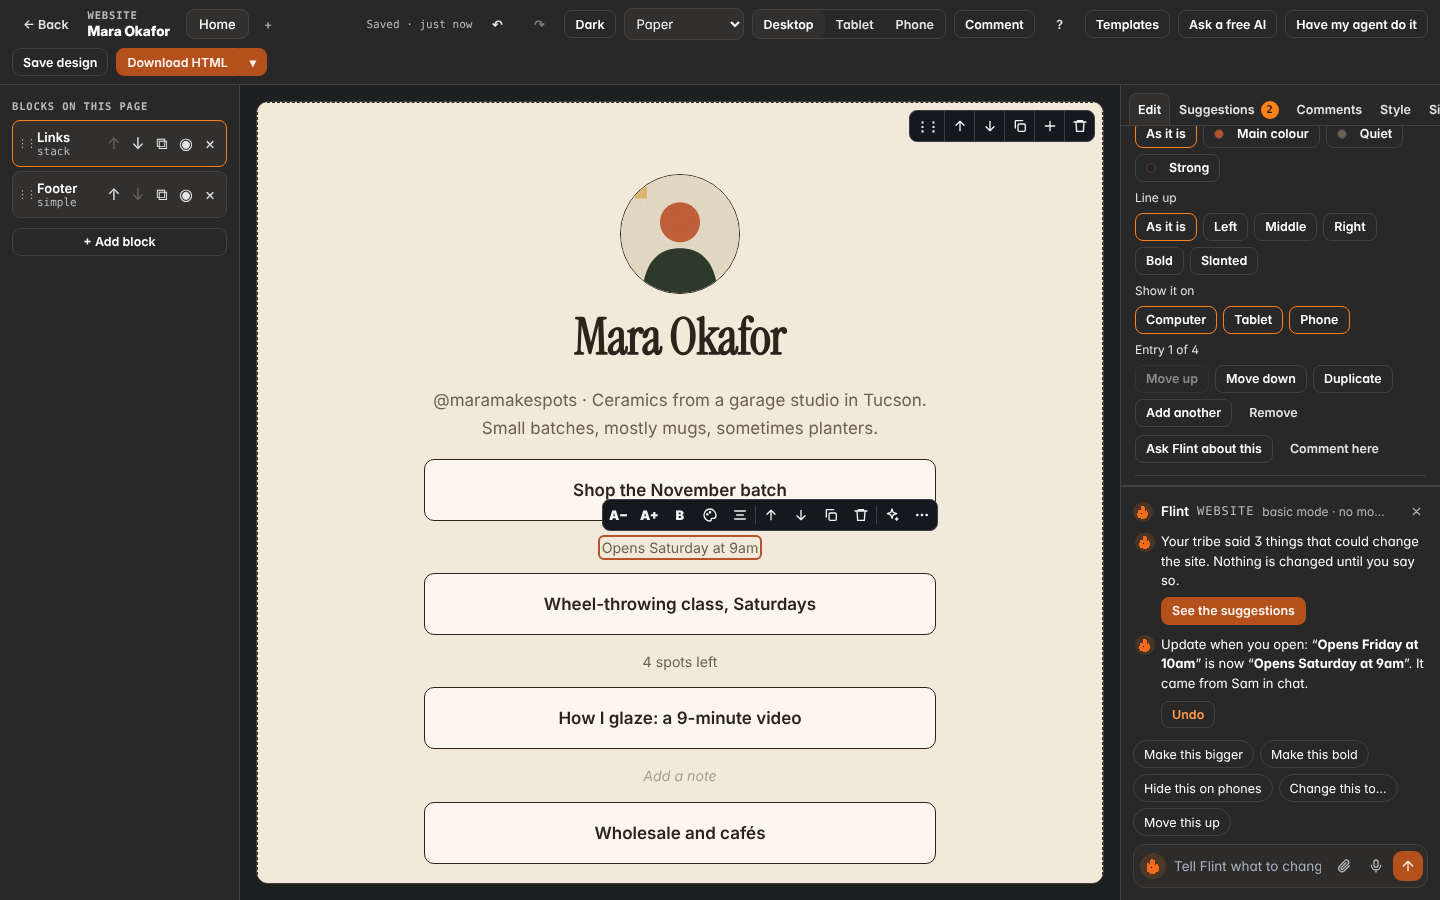 ← Back
WEBSITE
Mara Okafor
Home
+
Saved · just now
Dark
Paper
Desktop
Tablet
Phone
Comment
?
Templates
Ask a free AI
Have my agent do it
Save design
Download HTML
BLOCKS ON THIS PAGE
Links
stack
Footer
simple
+ Add block
Mara Okafor
@maramakespots · Ceramics from a garage studio in Tucson.
Small batches, mostly mugs, sometimes planters.
Shop the November batch
A− A+ B
Opens Saturday at 9am
Wheel-throwing class, Saturdays
4 spots left
How I glaze: a 9-minute video
Add a note
Wholesale and cafés
Edit
Suggestions 2
Comments
Style
Si
As it is
Main colour
Quiet
Strong
Line up
As it is
Left
Middle
Right
Bold
Slanted
Show it on
Computer
Tablet
Phone
Entry 1 of 4
Move up
Move down
Duplicate
Add another
Remove
Ask Flint about this
Comment here
Flint WEBSITE basic mode · no mo…
Your tribe said 3 things that could change
the site. Nothing is changed until you say
so.
See the suggestions
Update when you open: “Opens Friday at
10am” is now “Opens Saturday at 9am”. It
came from Sam in chat.
Undo
Make this bigger
Make this bold
Hide this on phones
Change this to…
Move this up
Tell Flint what to chang